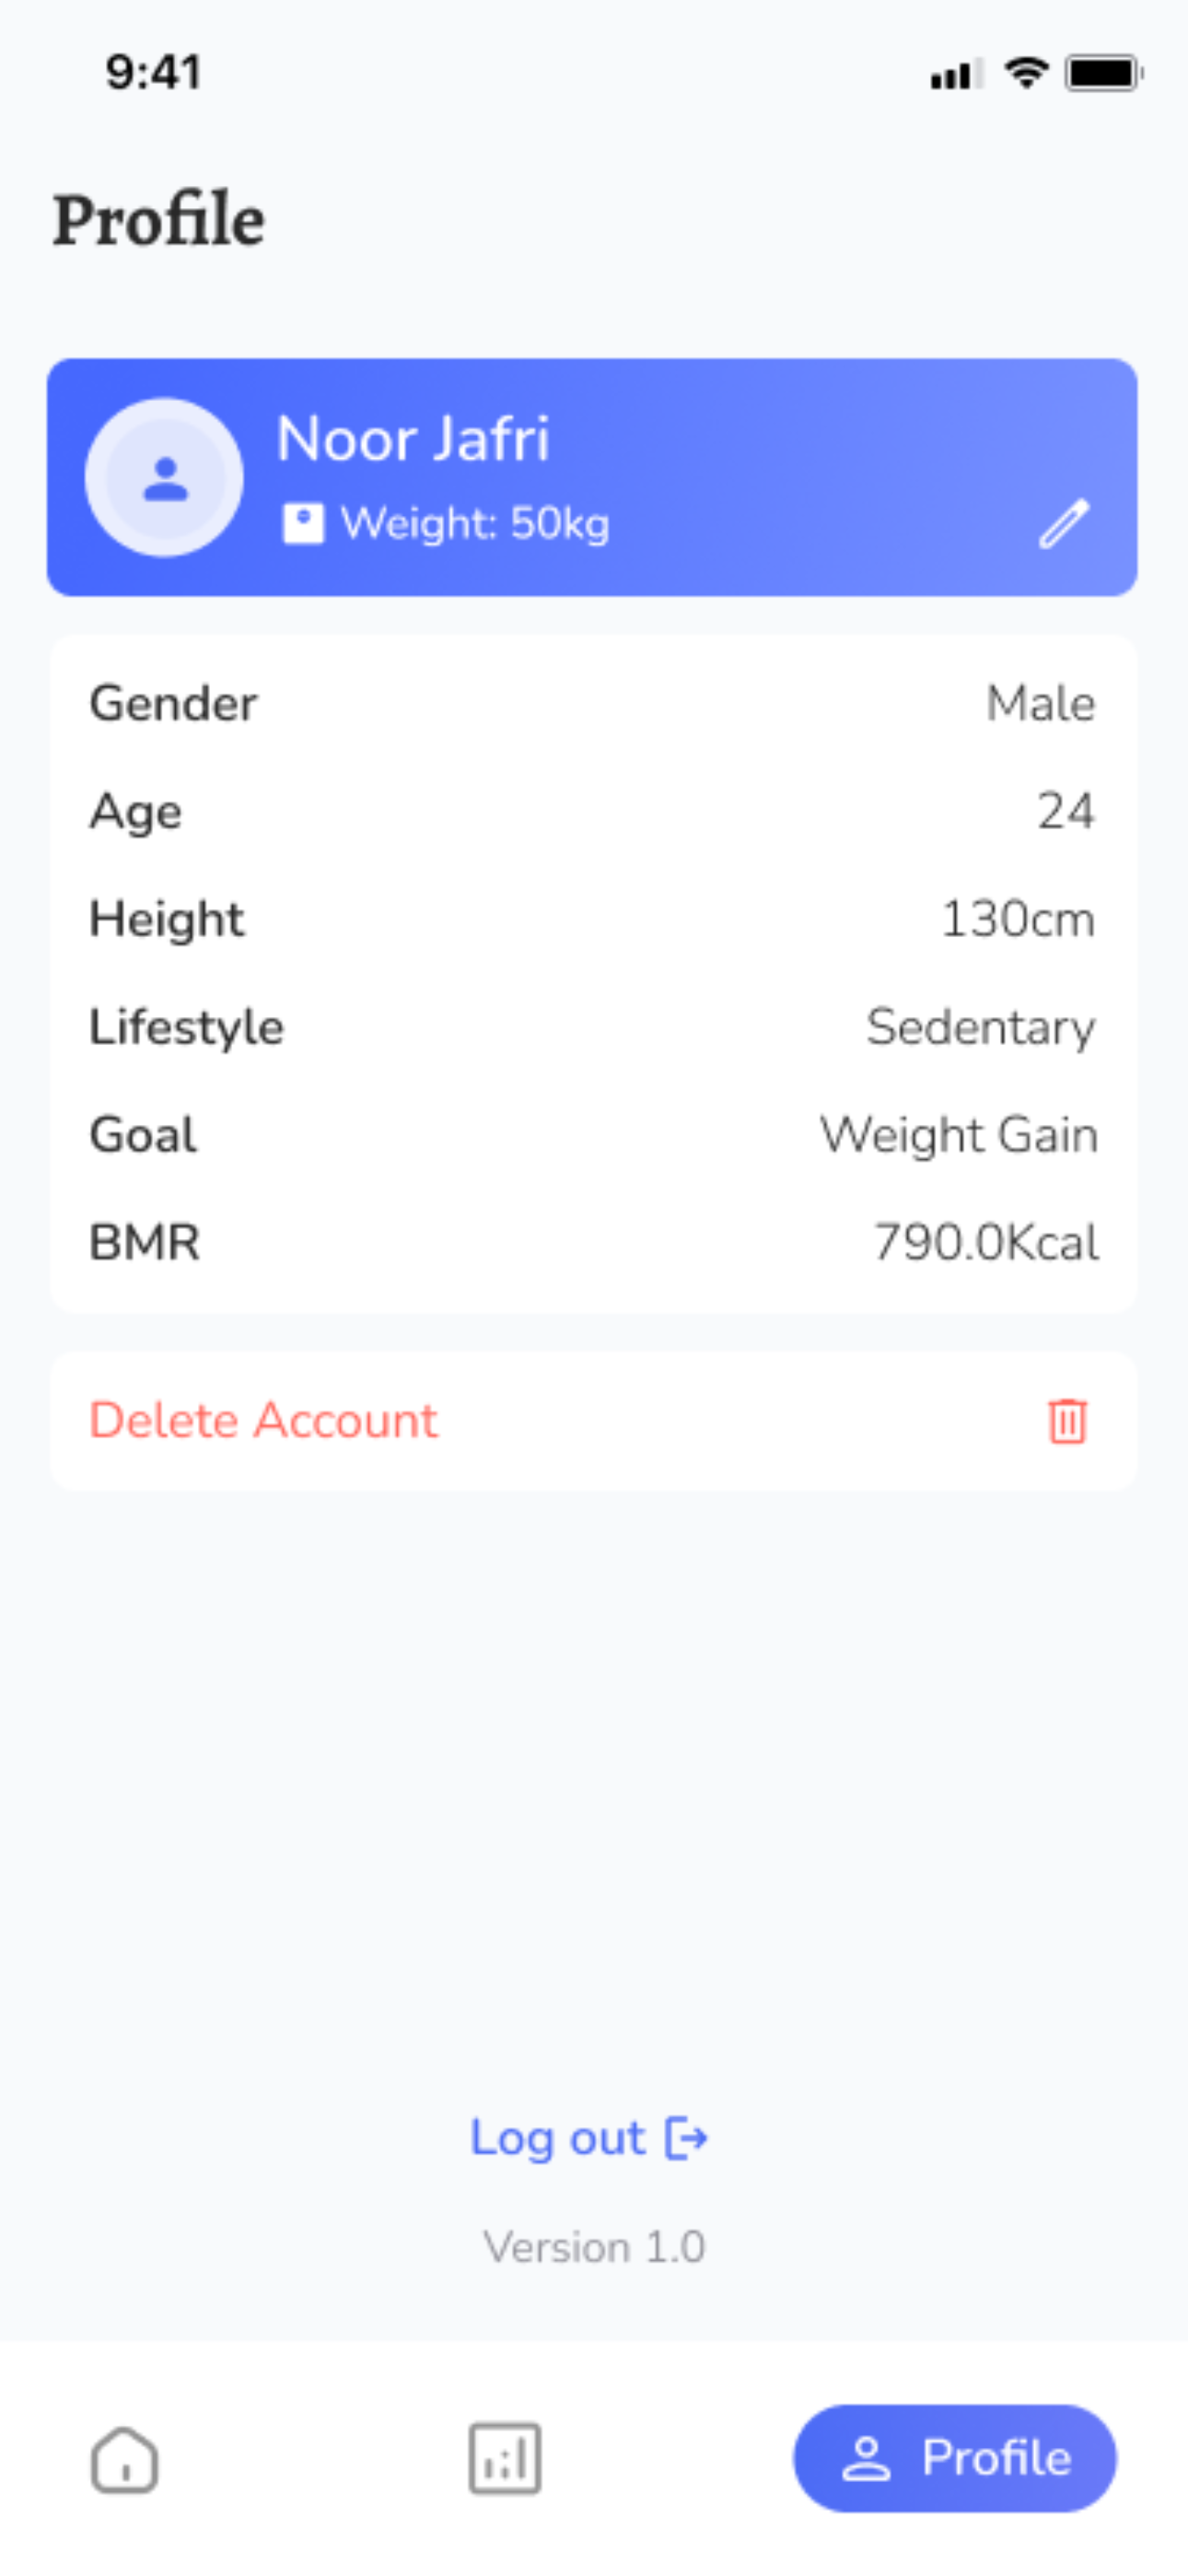 9:41
Profile
Noor Jafri
Weight: 50kg
Gender Male
Age 24
Height 130cm
Lifestyle Sedentary
Goal Weight Gain
BMR 790.0Kcal
Delete Account
Log out
Version 1.0
Profile